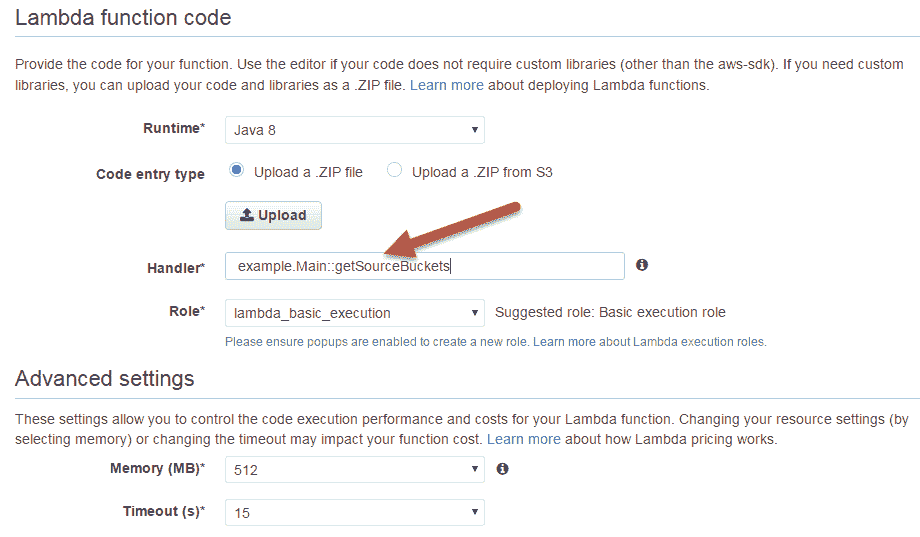 Lambda function code
Provide the code for your function. Use the editor if your code does not require custom libraries (other than the aws-sdk). If you need custom
libraries, you can upload your code and libraries as a .ZIP file. Learn more about deploying Lambda functions.
Runtime* Java 8
Code entry type Upload a .ZIP file Upload a .ZIP from S3
Upload
Handler* example.Main::getSourceBuckets
Role* lambda_basic_execution Suggested role: Basic execution role
Please ensure popups are enabled to create a new role. Learn more about Lambda execution roles.
Advanced settings
These settings allow you to control the code execution performance and costs for your Lambda function. Changing your resource settings (by
selecting memory) or changing the timeout may impact your function cost. Learn more about how Lambda pricing works.
Memory (MB)* 512
Timeout (s)* 15